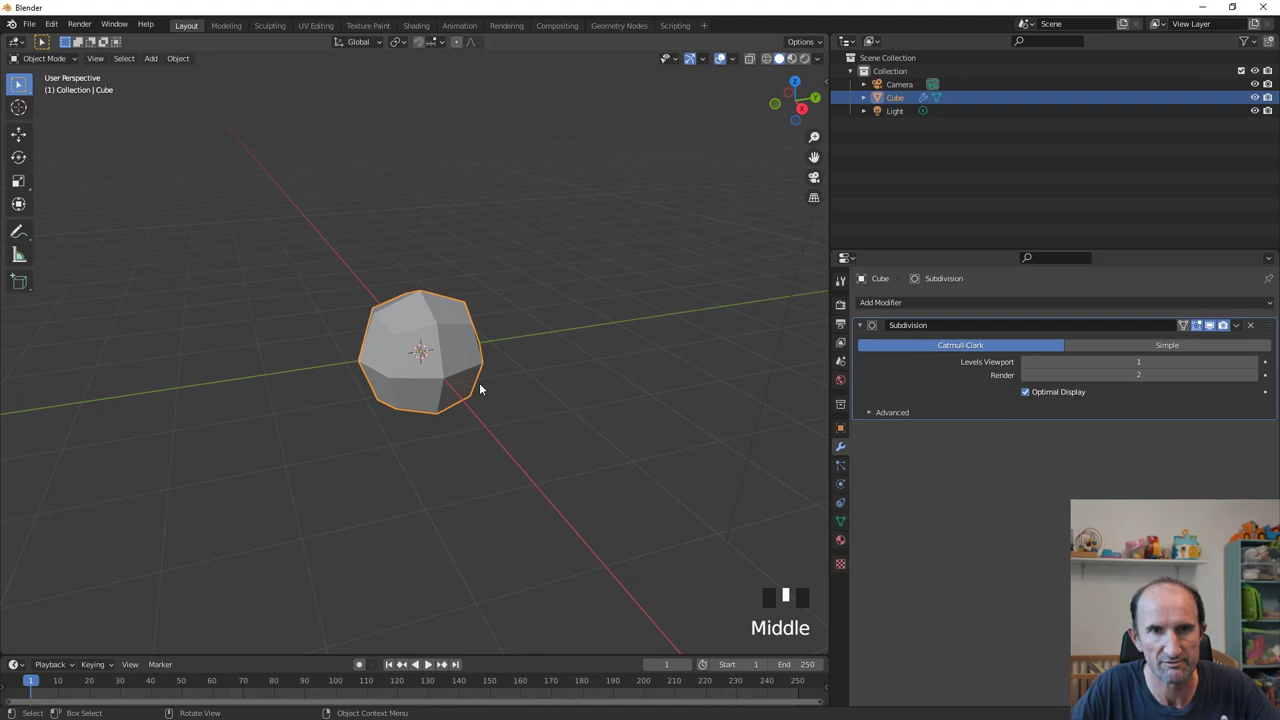 Blender
File Edit Render Window Help Layout Modeling Sculpting UV Editing Texture Paint Shading Animation Rendering Compositing Geometry Nodes Scripting + Scene View Layer
Global Options
Object Mode View Select Add Object
User Perspective
(1) Collection | Cube
Z
Y
X
Scene Collection
Collection
Camera
Cube
Light
Cube Subdivision
Add Modifier
Subdivision
Catmull-Clark Simple
Levels Viewport 1
Render 2
Optimal Display
Advanced
Middle
Playback Keying View Marker 1 Start 1 End 250
1 10 20 30 40 50 60 70 80 90 100 110 120 130 140 150 160 170 180 190 200 210 220 230 240 250
Select Box Select Rotate View Object Context Menu